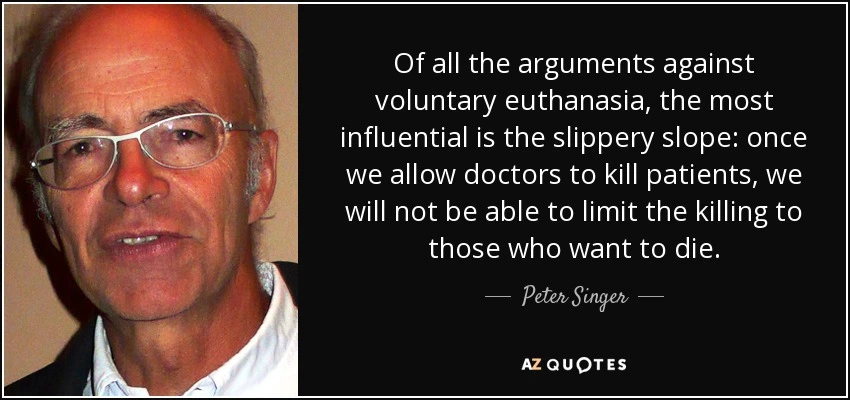 Of all the arguments against
voluntary euthanasia, the most
influential is the slippery slope: once
we allow doctors to kill patients, we
will not be able to limit the killing to
those who want to die.
Peter Singer
AZ QUOTES